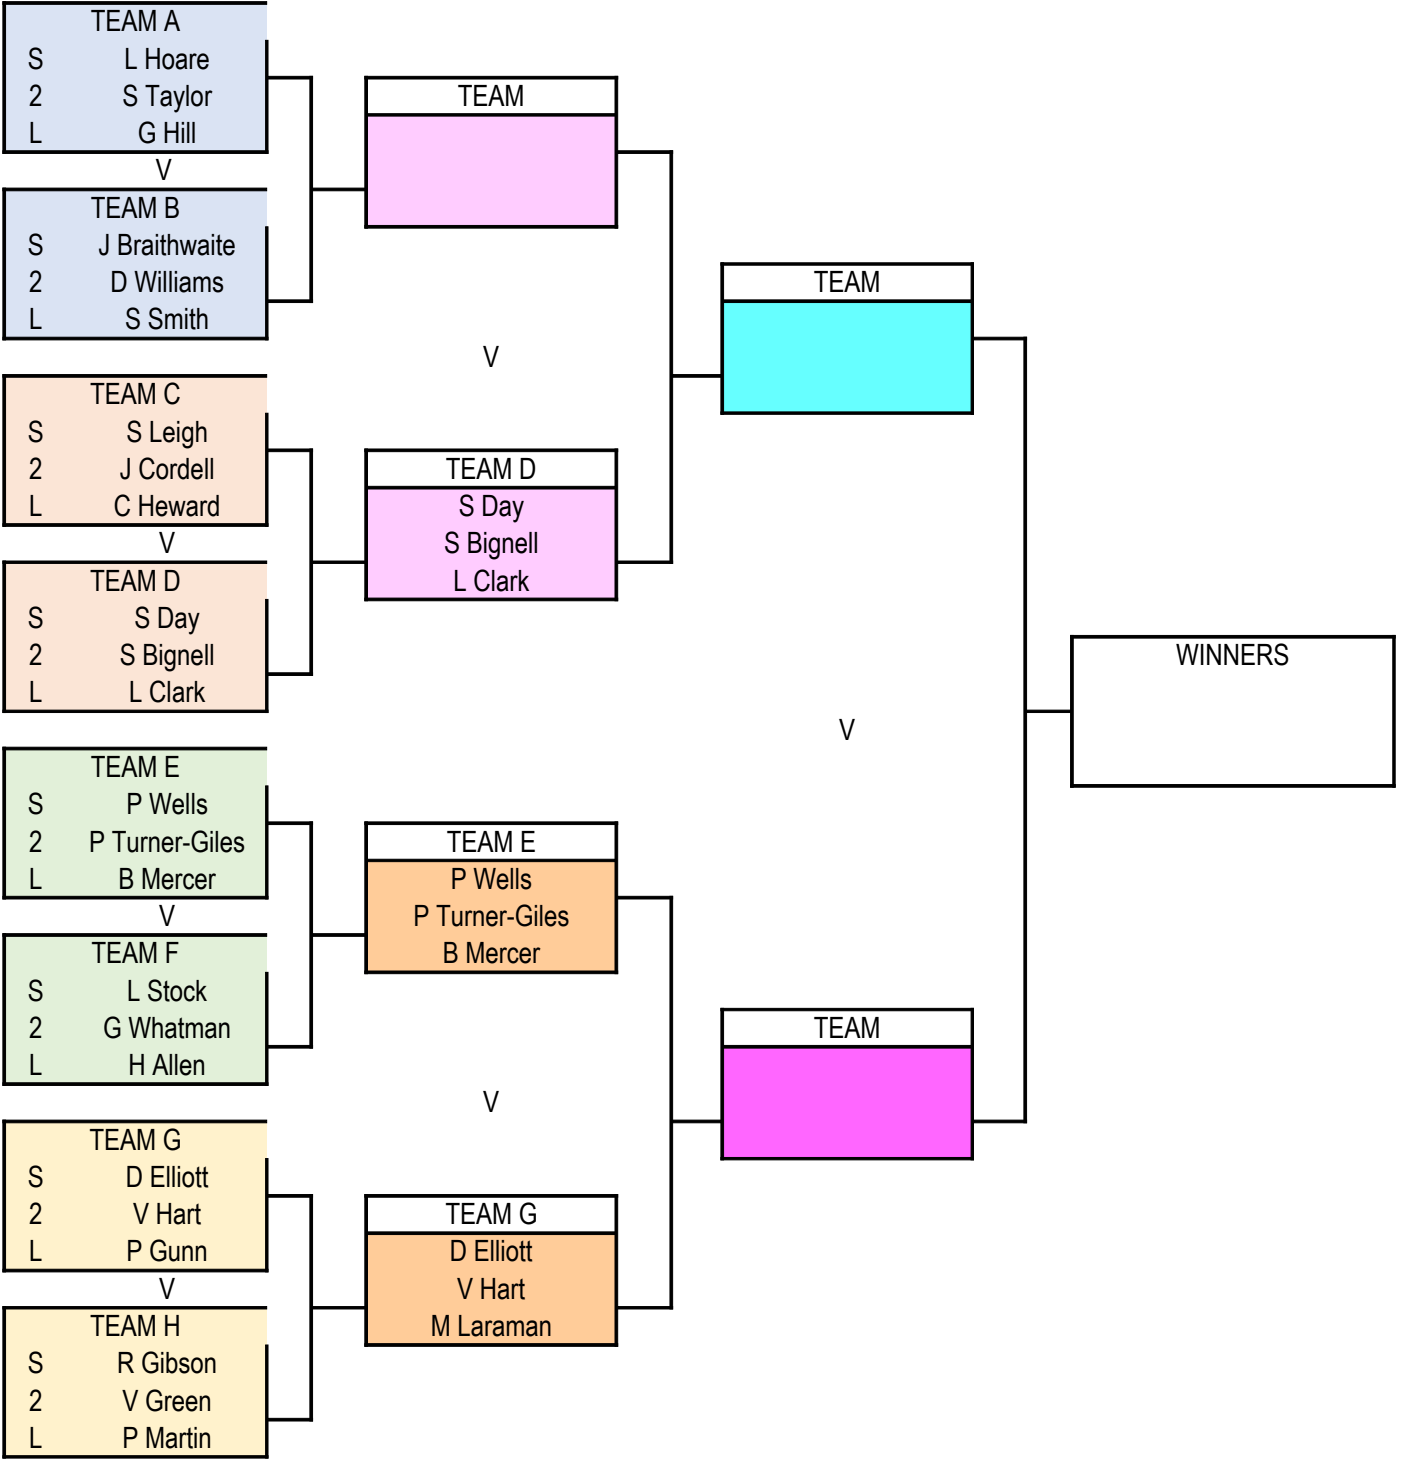 TEAM A
S L Hoare
2 S Taylor
L G Hill
V
TEAM B
S J Braithwaite
2 D Williams
L S Smith
TEAM C
S S Leigh
2 J Cordell
L C Heward
V
TEAM D
S S Day
2 S Bignell
L L Clark
TEAM E
S P Wells
2 P Turner-Giles
L B Mercer
V
TEAM F
S L Stock
2 G Whatman
L H Allen
TEAM G
S D Elliott
2 V Hart
L P Gunn
V
TEAM H
S R Gibson
2 V Green
L P Martin
TEAM
V
TEAM D
S Day
S Bignell
L Clark
TEAM E
P Wells
P Turner-Giles
B Mercer
V
TEAM G
D Elliott
V Hart
M Laraman
TEAM
V
TEAM
WINNERS